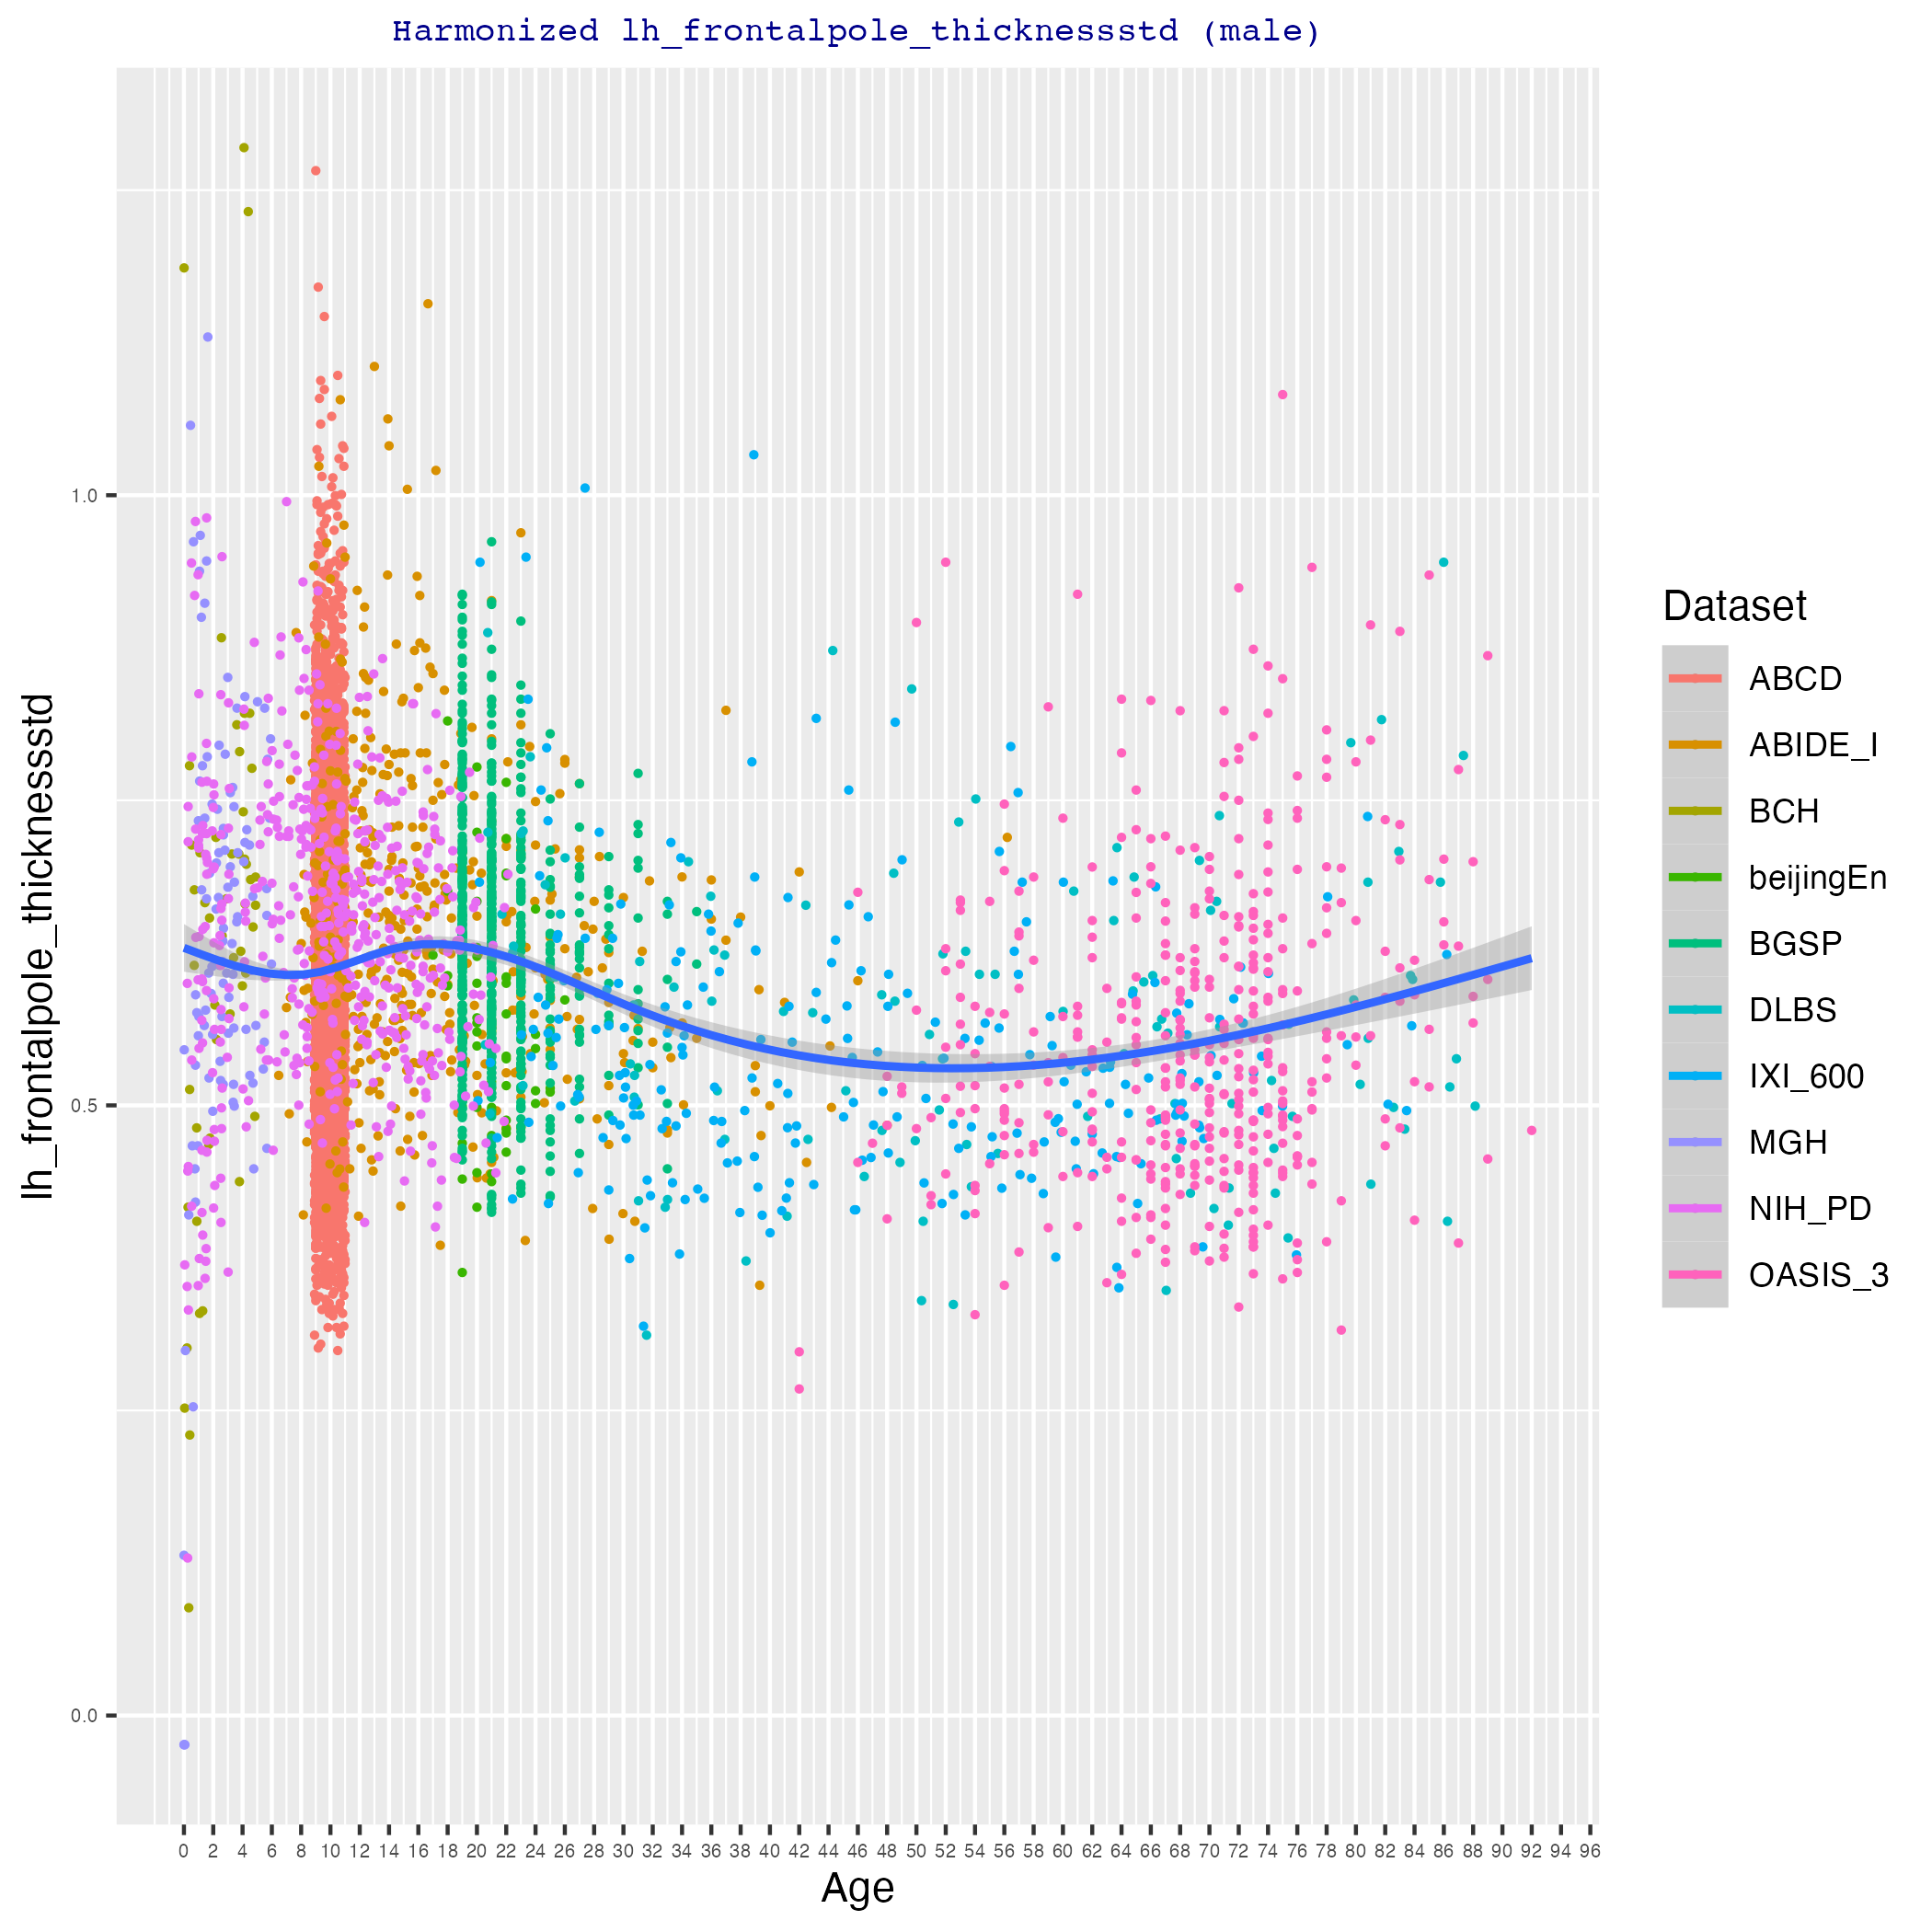 Harmonized lh_frontalpole_thicknessstd (male)
lh_frontalpole_thicknessstd
1.0
0.5
0.0
0 2 4 6 8 10 12 14 16 18 20 22 24 26 28 30 32 34 36 38 40 42 44 46 48 50 52 54 56 58 60 62 64 66 68 70 72 74 76 78 80 82 84 86 88 90 92 94 96
Age
Dataset
ABCD
ABIDE_I
BCH
beijingEn
BGSP
DLBS
IXI_600
MGH
NIH_PD
OASIS_3